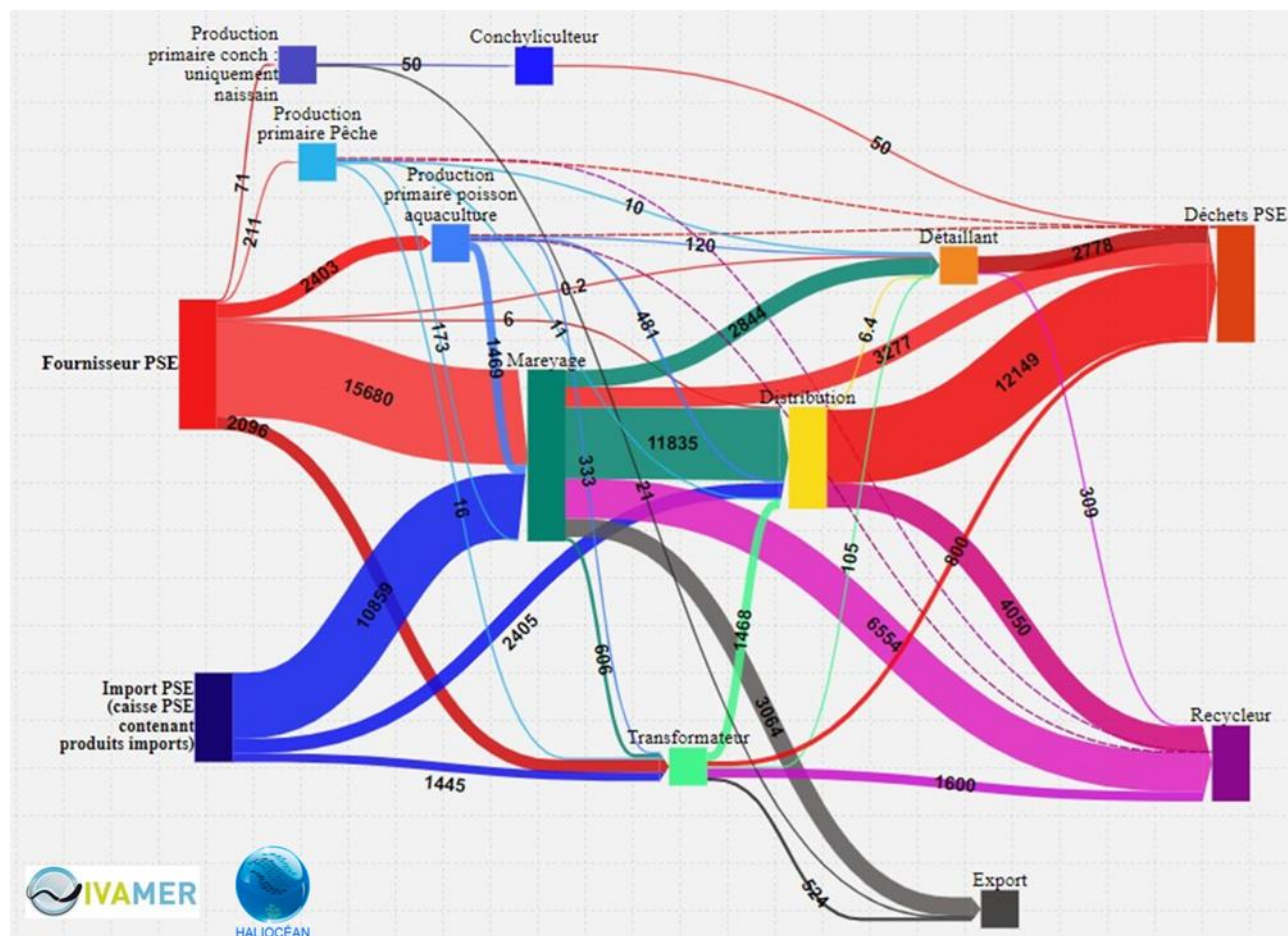 Production
primaire conch :
uniquement
naissain
Conchyliculteur
50
Production
primaire Pêche
71
50
211
Production
primaire poisson
aquaculture
10
120
Détaillant
Déchets PSE
2778
2403
0.2
6
481
11
6.4
2844
173
1469
Mareyage
3277
Fournisseur PSE
15680
12149
Distribution
2096
11835
333
21
16
309
105
800
10859
2405
1468
6554
4050
606
3064
Import PSE
(caisse PSE
contenant
produits imports)
Transformateur
Recycleur
1445
1600
524
Export
IVAMER
HALIOCÉAN